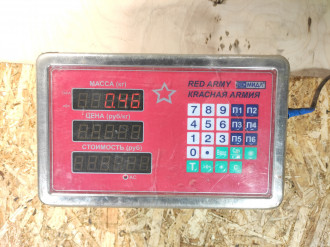 МАССА (кг)
0.46
ЦЕНА (руб/кг)
СТОИМОСТЬ (руб)
RED ARMY
МИДЛ
КРАСНАЯ АРМИЯ
7 8 9 П1 П2
4 5 6 П3 П4
1 2 3 П5 П6
0
T